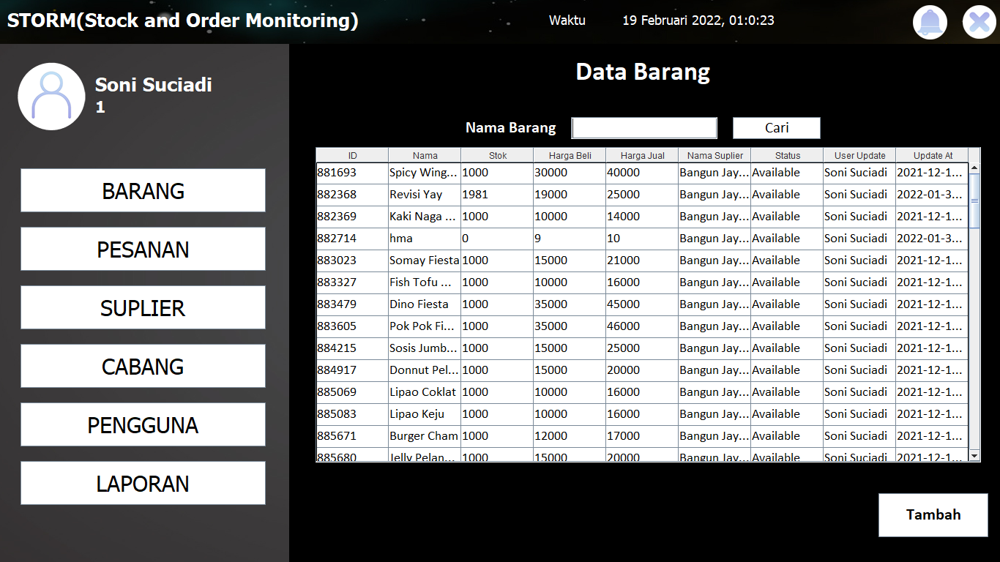 STORM(Stock and Order Monitoring) Waktu 19 Februari 2022, 01:0:23
Soni Suciadi
1
BARANG
PESANAN
SUPLIER
CABANG
PENGGUNA
LAPORAN
Data Barang
Nama Barang Cari
ID Nama Stok Harga Beli Harga Jual Nama Suplier Status User Update Update At
881693 Spicy Wing... 1000 30000 40000 Bangun Jay... Available Soni Suciadi 2021-12-1...
882368 Revisi Yay 1981 19000 25000 Bangun Jay... Available Soni Suciadi 2022-01-3...
882369 Kaki Naga ... 1000 10000 14000 Bangun Jay... Available Soni Suciadi 2021-12-1...
882714 hma 0 9 10 Bangun Jay... Available Soni Suciadi 2022-01-3...
883023 Somay Fiesta 1000 15000 21000 Bangun Jay... Available Soni Suciadi 2021-12-1...
883327 Fish Tofu ... 1000 10000 16000 Bangun Jay... Available Soni Suciadi 2021-12-1...
883479 Dino Fiesta 1000 35000 45000 Bangun Jay... Available Soni Suciadi 2021-12-1...
883605 Pok Pok Fi... 1000 35000 46000 Bangun Jay... Available Soni Suciadi 2021-12-1...
884215 Sosis Jumb... 1000 15000 25000 Bangun Jay... Available Soni Suciadi 2021-12-1...
884917 Donnut Pel... 1000 15000 20000 Bangun Jay... Available Soni Suciadi 2021-12-1...
885069 Lipao Coklat 1000 10000 16000 Bangun Jay... Available Soni Suciadi 2021-12-1...
885083 Lipao Keju 1000 10000 16000 Bangun Jay... Available Soni Suciadi 2021-12-1...
885671 Burger Cham 1000 12000 17000 Bangun Jay... Available Soni Suciadi 2021-12-1...
885680 Jelly Pelan... 1000 15000 20000 Bangun Jay... Available Soni Suciadi 2021-12-1...
Tambah